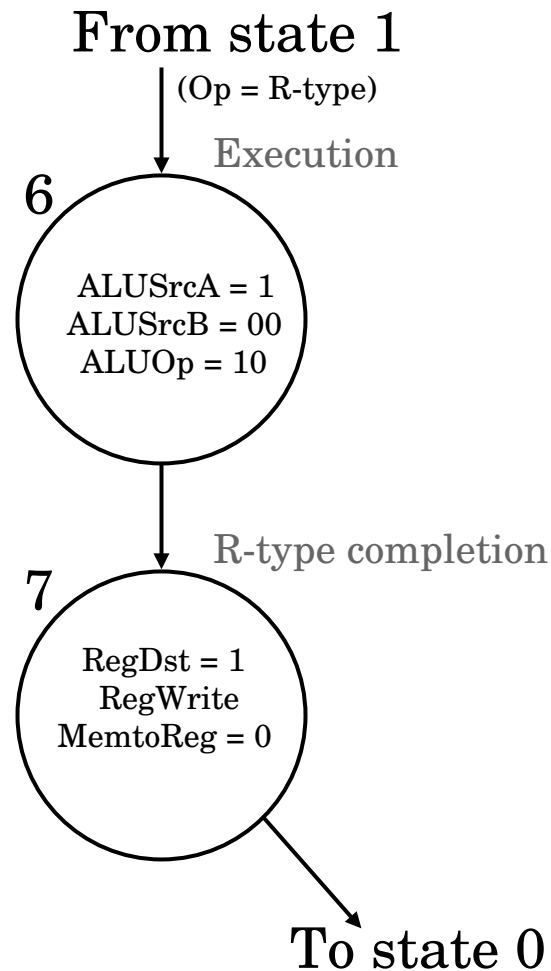 From state 1
(Op = R-type)
Execution
6
ALUSrcA = 1
ALUSrcB = 00
ALUOp = 10
R-type completion
7
RegDst = 1
RegWrite
MemtoReg = 0
To state 0